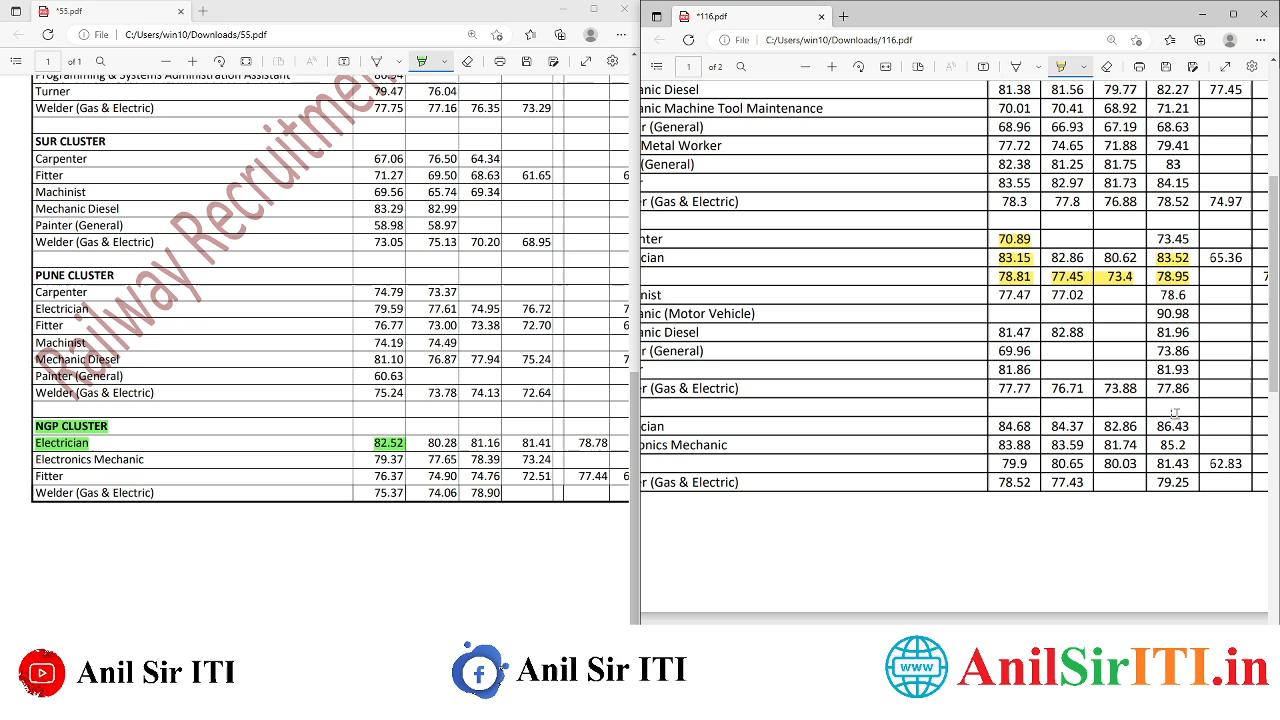 *55.pdf
File C:/Users/win10/Downloads/55.pdf
1 of 1
Programming & Systems Administration Assistant 80.94
Turner 79.47 76.04
Welder (Gas & Electric) 77.75 77.16 76.35 73.29
SUR CLUSTER
Carpenter 67.06 76.50 64.34
Fitter 71.27 69.50 68.63 61.65 6
Machinist 69.56 65.74 69.34
Mechanic Diesel 83.29 82.99
Painter (General) 58.98 58.97
Welder (Gas & Electric) 73.05 75.13 70.20 68.95
PUNE CLUSTER
Carpenter 74.79 73.37
Electrician 79.59 77.61 74.95 76.72 7
Fitter 76.77 73.00 73.38 72.70 6
Machinist 74.19 74.49
Mechanic Diesel 81.10 76.87 77.94 75.24 7
Painter (General) 60.63
Welder (Gas & Electric) 75.24 73.78 74.13 72.64
NGP CLUSTER
Electrician 82.52 80.28 81.16 81.41 78.78
Electronics Mechanic 79.37 77.65 78.39 73.24
Fitter 76.37 74.90 74.76 72.51 77.44 6
Welder (Gas & Electric) 75.37 74.06 78.90
Railway Recruitmen
*116.pdf
File C:/Users/win10/Downloads/116.pdf
1 of 2
anic Diesel 81.38 81.56 79.77 82.27 77.45
anic Machine Tool Maintenance 70.01 70.41 68.92 71.21
r (General) 68.96 66.93 67.19 68.63
Metal Worker 77.72 74.65 71.88 79.41
(General) 82.38 81.25 81.75 83
r 83.55 82.97 81.73 84.15
r (Gas & Electric) 78.3 77.8 76.88 78.52 74.97
nter 70.89 73.45
cian 83.15 82.86 80.62 83.52 65.36
78.81 77.45 73.4 78.95 7
nist 77.47 77.02 78.6
anic (Motor Vehicle) 90.98
anic Diesel 81.47 82.88 81.96
r (General) 69.96 73.86
81.86 81.93
r (Gas & Electric) 77.77 76.71 73.88 77.86
cian 84.68 84.37 82.86 86.43
onics Mechanic 83.88 83.59 81.74 85.2
79.9 80.65 80.03 81.43 62.83
r (Gas & Electric) 78.52 77.43 79.25
Anil Sir ITI
f Anil Sir ITI
www AnilSirITI.in